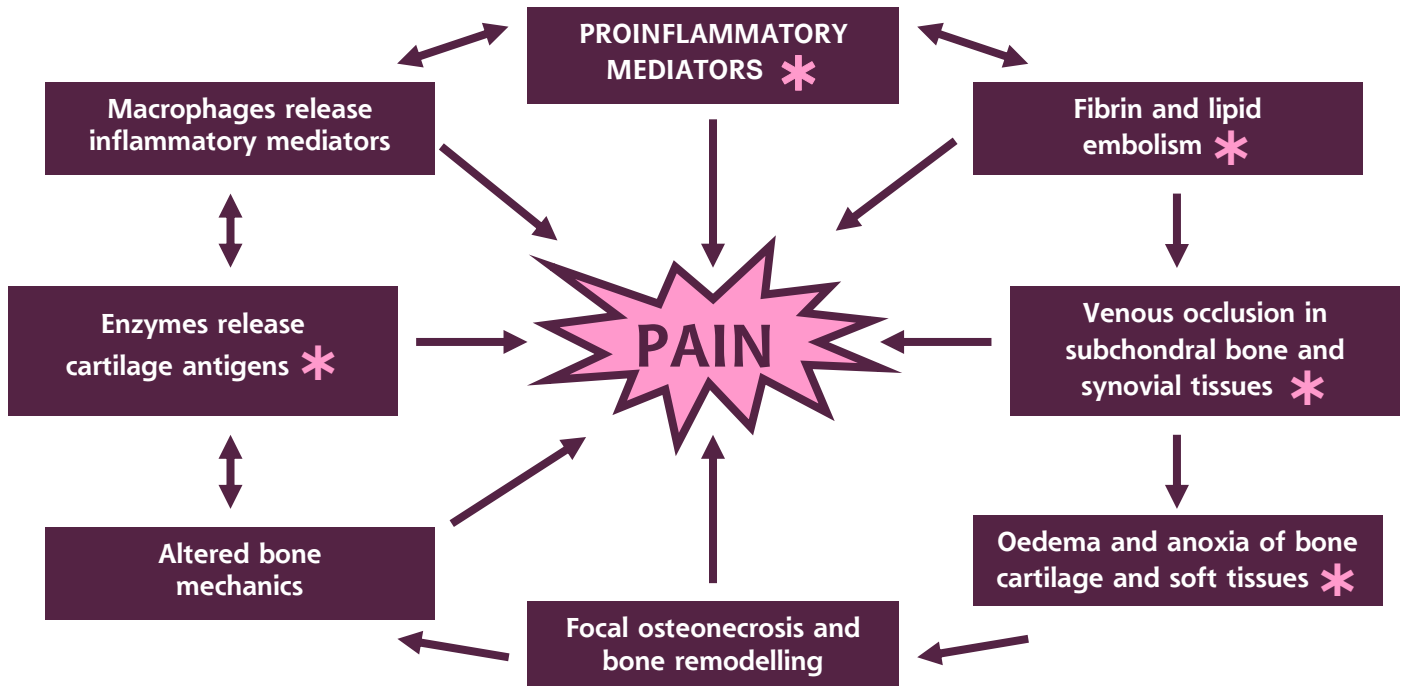 PROINFLAMMATORY
MEDIATORS *
Macrophages release
inflammatory mediators
Fibrin and lipid
embolism *
Enzymes release
cartilage antigens *
PAIN
Venous occlusion in
subchondral bone and
synovial tissues *
Altered bone
mechanics
Oedema and anoxia of bone
cartilage and soft tissues *
Focal osteonecrosis and
bone remodelling